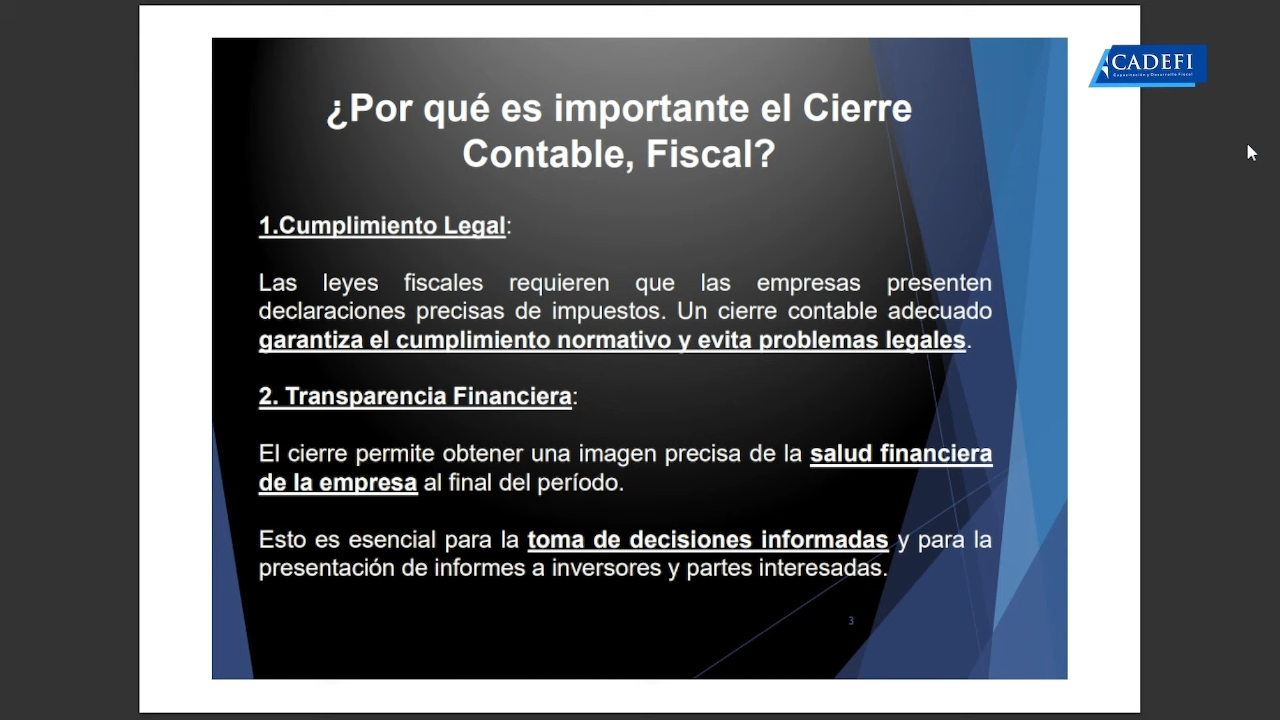 ¿Por qué es importante el Cierre
Contable, Fiscal?
1.Cumplimiento Legal:
Las leyes fiscales requieren que las empresas presenten
declaraciones precisas de impuestos. Un cierre contable adecuado
garantiza el cumplimiento normativo y evita problemas legales.
2. Transparencia Financiera:
El cierre permite obtener una imagen precisa de la salud financiera
de la empresa al final del período.
Esto es esencial para la toma de decisiones informadas y para la
presentación de informes a inversores y partes interesadas.
3
CADEFI
Capacitación y Desarrollo Fiscal